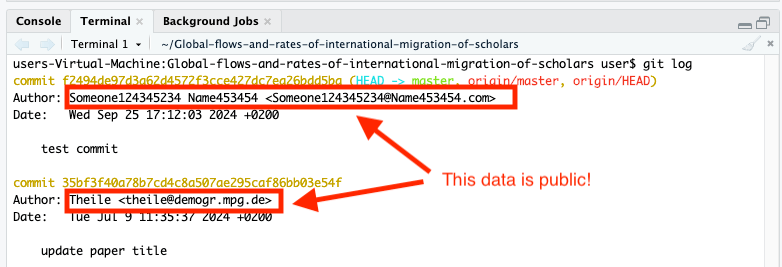 Console Terminal × Background Jobs ×
Terminal 1 ~/Global-flows-and-rates-of-international-migration-of-scholars
users-Virtual-Machine:Global-flows-and-rates-of-international-migration-of-scholars user$ git log
commit f2494de97d3a62d4572f3cce427dc7ea26bdd5ba (HEAD -> master, origin/master, origin/HEAD)
Author: Someone124345234 Name453454 <Someone124345234@Name453454.com>
Date: Wed Sep 25 17:12:03 2024 +0200
test commit
This data is public!
commit 35bf3f40a78b7cd4c8a507ae295caf86bb03e54f
Author: Theile <theile@demogr.mpg.de>
Date: Tue Jul 9 11:35:37 2024 +0200
update paper title